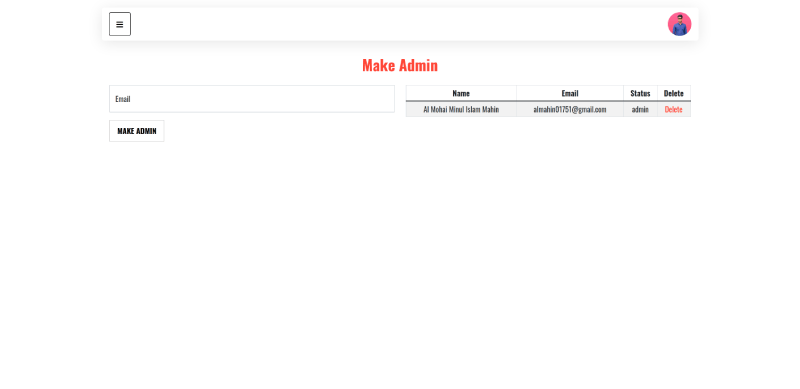 Make Admin
Email
MAKE ADMIN
Name Email Status Delete
Al Mohai Minul Islam Mahin almahin01751@gmail.com admin Delete